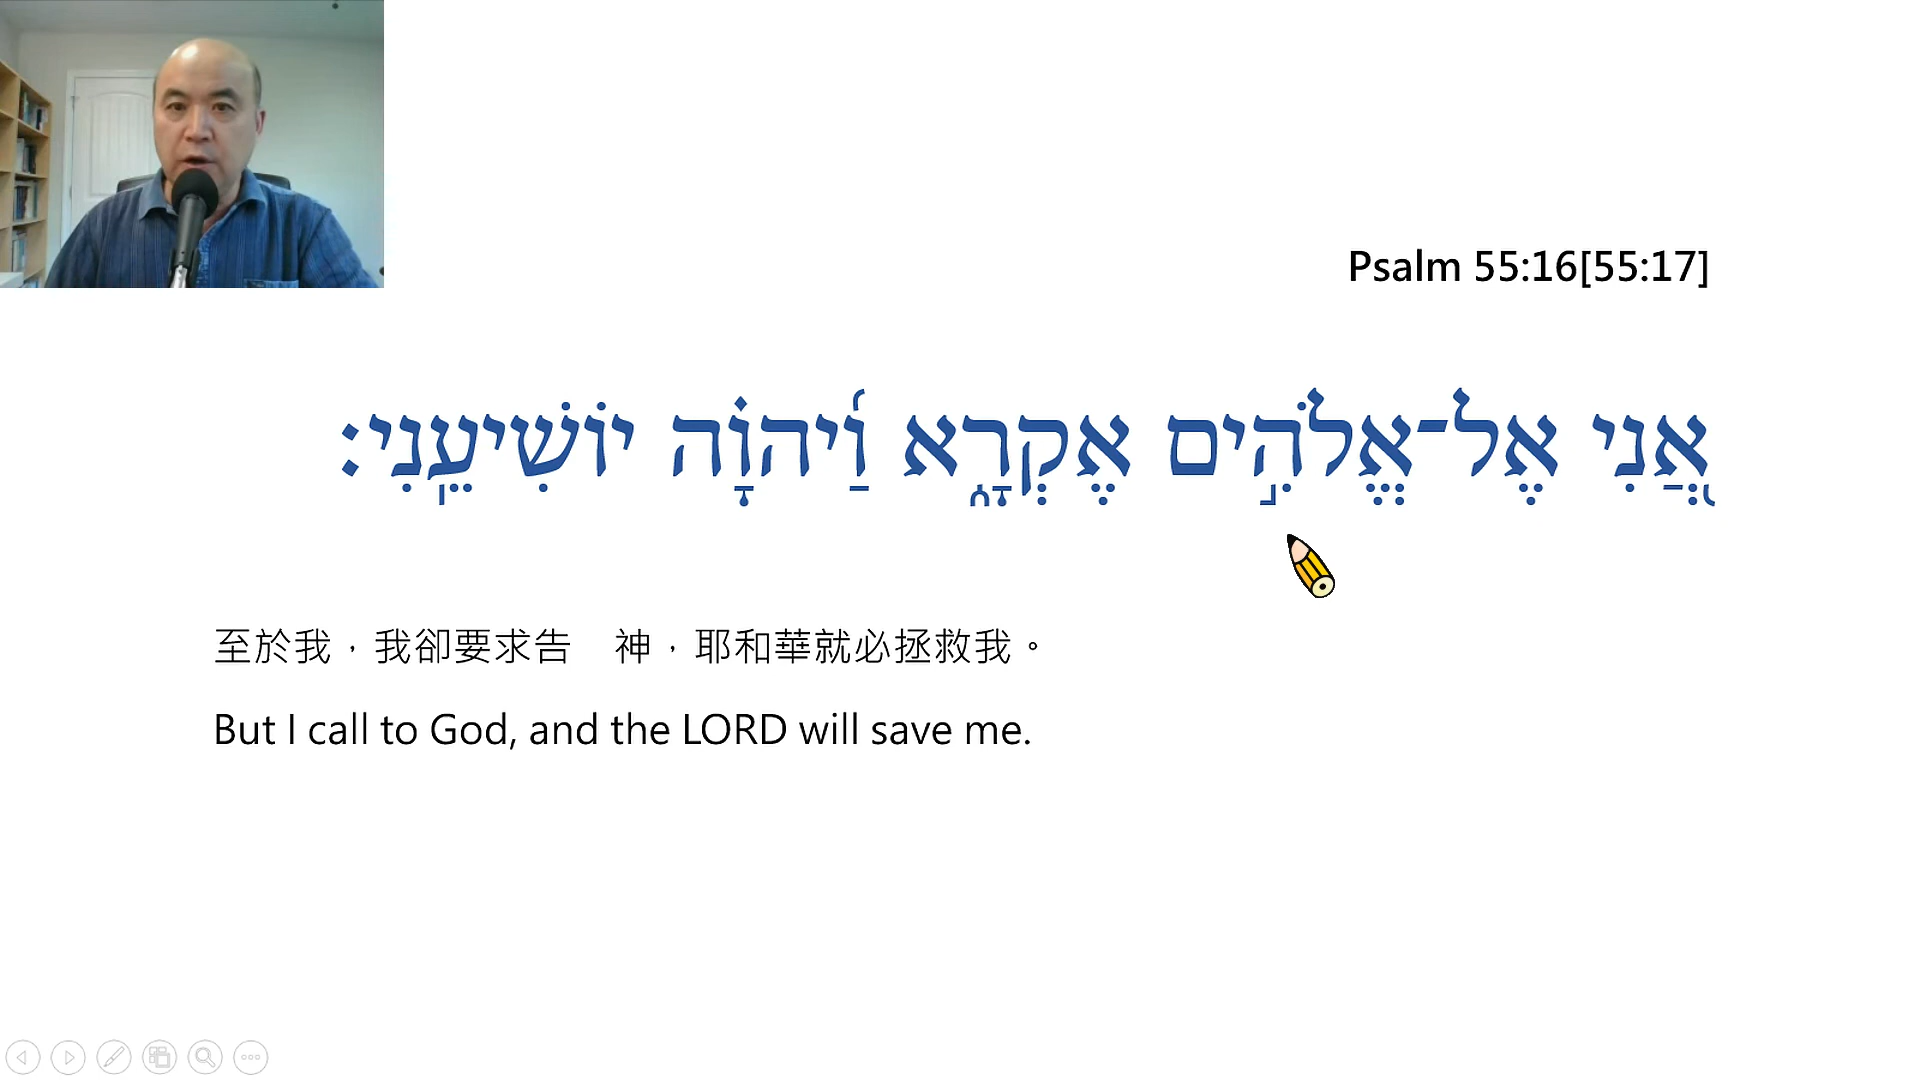 Psalm 55:16[55:17]
אֲ֭נִי אֶל־אֱלֹהִ֣ים אֶקְרָ֑א וַ֝יהוָ֗ה יוֹשִׁיעֵֽנִי׃
至於我,我卻要求告　神,耶和華就必拯救我。
But I call to God, and the LORD will save me.